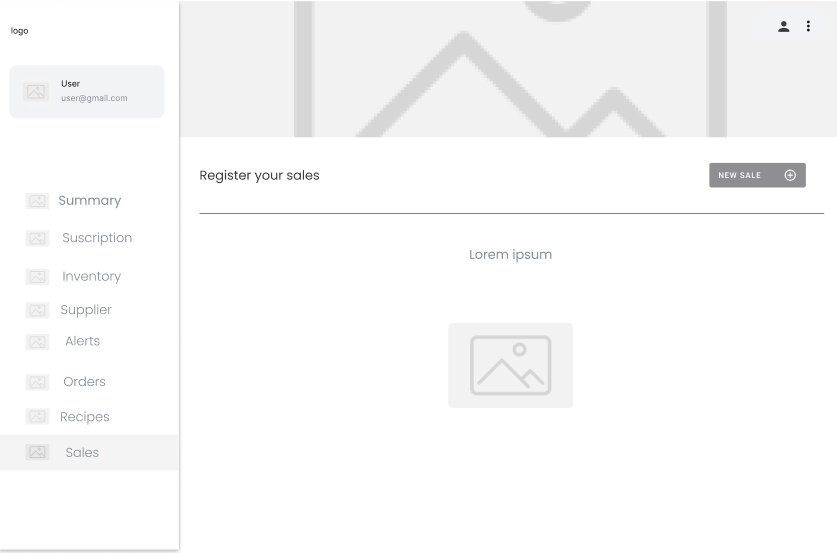 logo
User
user@gmail.com
Summary
Suscription
Inventory
Supplier
Alerts
Orders
Recipes
Sales
Register your sales
NEW SALE
Lorem ipsum